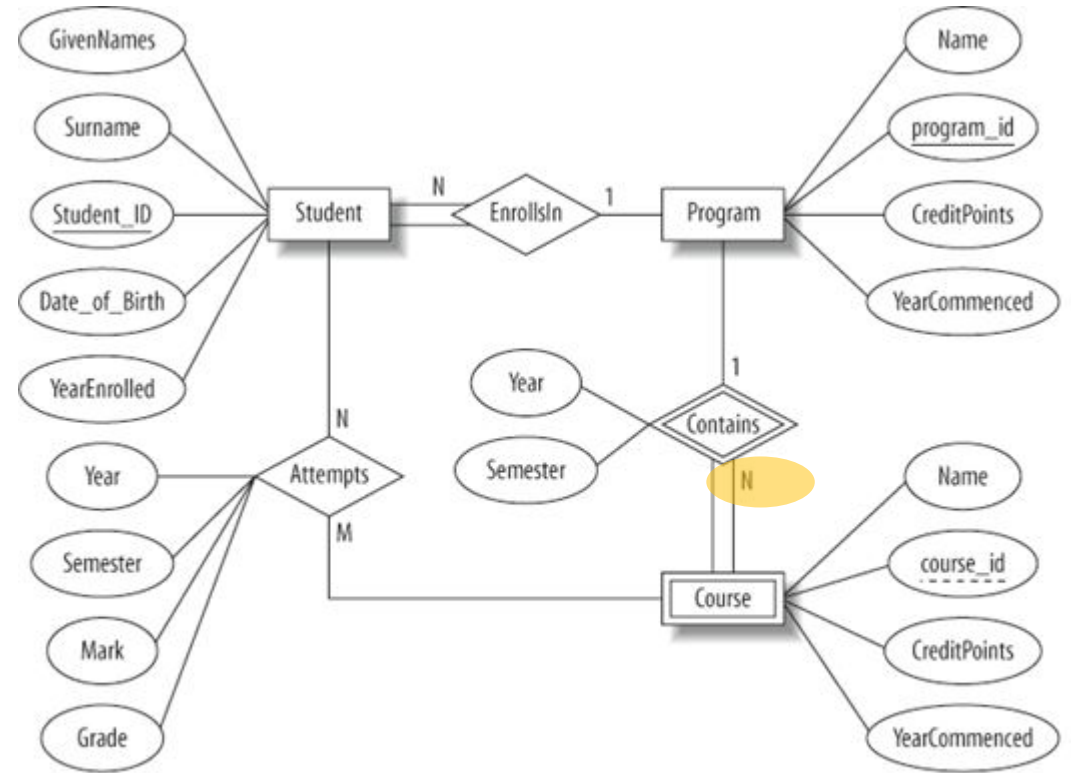 GivenNames
Surname
Student_ID
Date_of_Birth
YearEnrolled
Student
N
EnrollsIn
1
Program
Name
program_id
CreditPoints
YearCommenced
N
Attempts
M
Year
Semester
Mark
Grade
1
Contains
Year
Semester
N
Course
Name
course_id
CreditPoints
YearCommenced